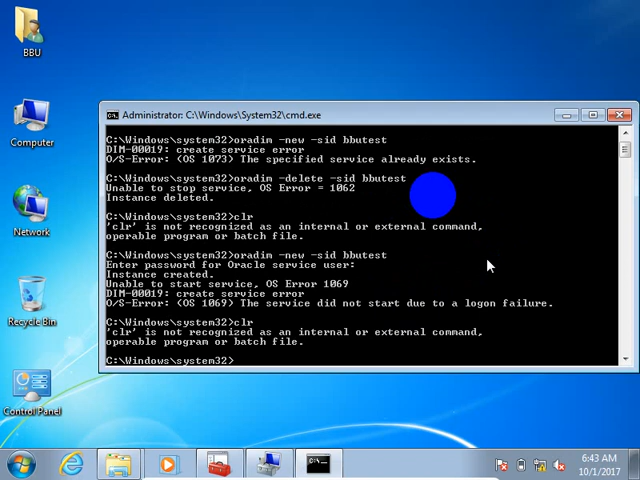 BBU
Computer
Network
Recycle Bin
Control Panel
Administrator: C:\Windows\System32\cmd.exe
C:\Windows\system32>oradim -new -sid bbutest
DIM-00019: create service error
O/S-Error: (OS 1073) The specified service already exists.
C:\Windows\system32>oradim -delete -sid bbutest
Unable to stop service, OS Error = 1062
Instance deleted.
C:\Windows\system32>clr
'clr' is not recognized as an internal or external command,
operable program or batch file.
C:\Windows\system32>oradim -new -sid bbutest
Enter password for Oracle service user:
Instance created.
Unable to start service, OS Error 1069
DIM-00019: create service error
O/S-Error: (OS 1069) The service did not start due to a logon failure.
C:\Windows\system32>clr
'clr' is not recognized as an internal or external command,
operable program or batch file.
C:\Windows\system32>
6:43 AM
10/1/2017